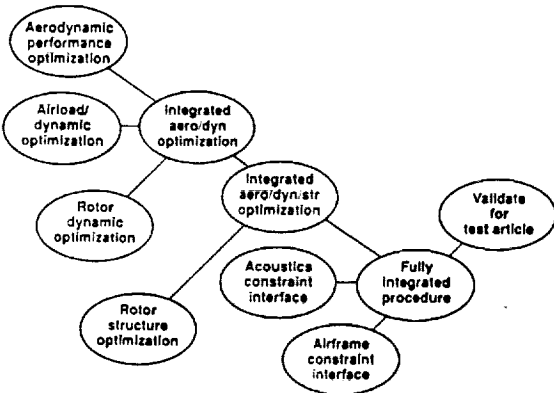 Aerodynamic
performance
optimization
Airload/
dynamic
optimization
Integrated
aero/dyn
optimization
Rotor
dynamic
optimization
Integrated
aero/dyn/str
optimization
Validate
for
test article
Acoustics
constraint
interface
Fully
integrated
procedure
Rotor
structure
optimization
Airframe
constraint
interface